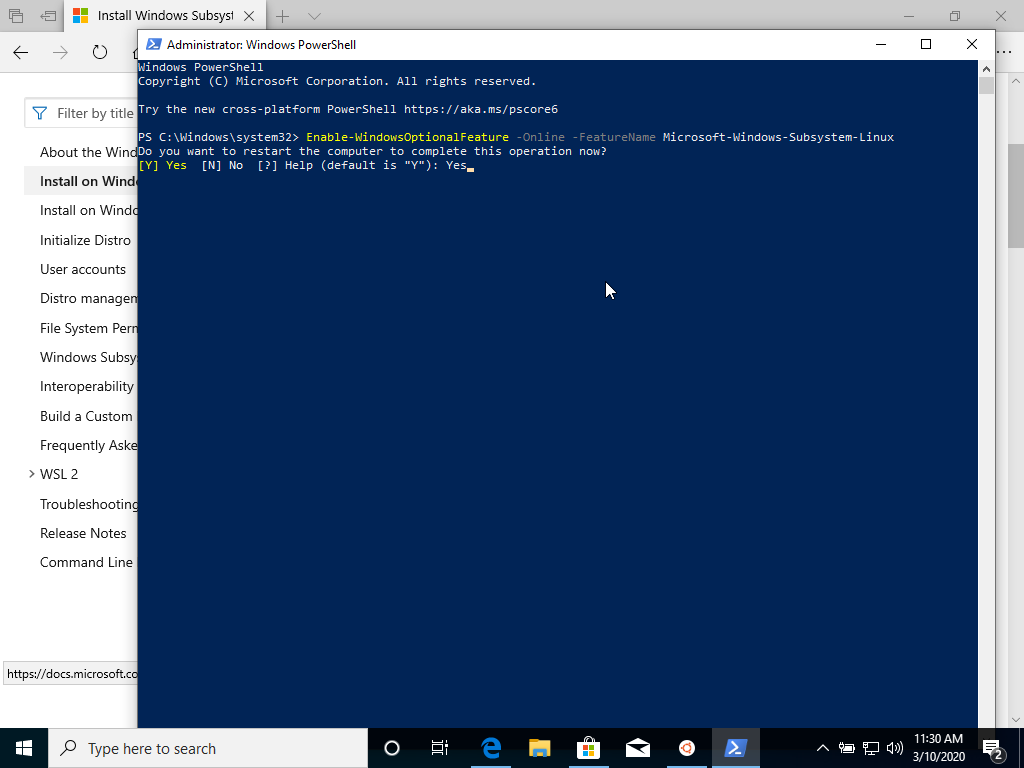 Install Windows Subsyst
Administrator: Windows PowerShell
Windows PowerShell
Copyright (C) Microsoft Corporation. All rights reserved.
Try the new cross-platform PowerShell https://aka.ms/pscore6
PS C:\Windows\system32> Enable-WindowsOptionalFeature -Online -FeatureName Microsoft-Windows-Subsystem-Linux
Do you want to restart the computer to complete this operation now?
[Y] Yes  [N] No  [?] Help (default is "Y"): Yes
Filter by title
About the Wind
Install on Windo
Install on Windo
Initialize Distro
User accounts
Distro managem
File System Perm
Windows Subsy
Interoperability
Build a Custom
Frequently Aske
WSL 2
Troubleshooting
Release Notes
Command Line
https://docs.microsoft.co
Type here to search
11:30 AM
3/10/2020
2